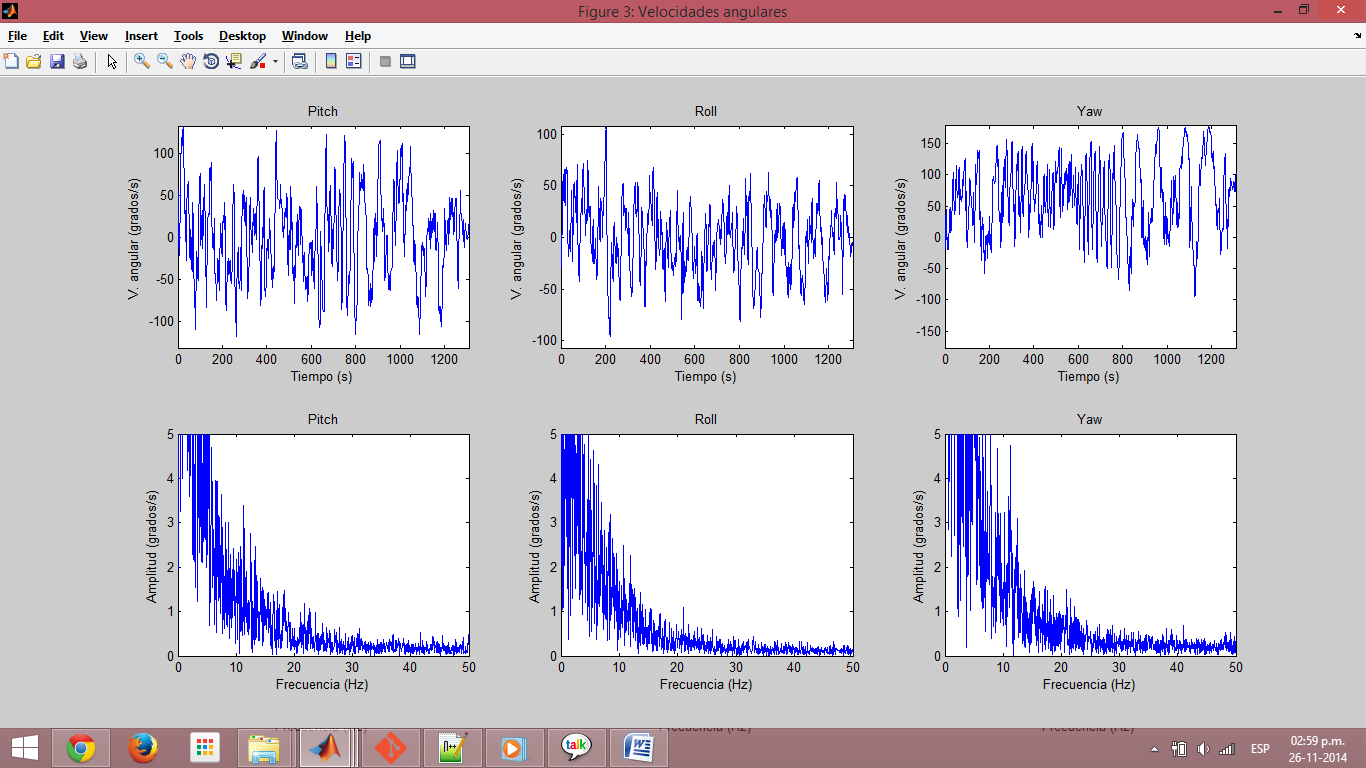 Figure 3: Velocidades angulares
File Edit View Insert Tools Desktop Window Help
Pitch
V. angular (grados/s)
100
50
0
-50
-100
0 200 400 600 800 1000 1200
Tiempo (s)
Roll
V. angular (grados/s)
100
50
0
-50
-100
0 200 400 600 800 1000 1200
Tiempo (s)
Yaw
V. angular (grados/s)
150
100
50
0
-50
-100
-150
0 200 400 600 800 1000 1200
Tiempo (s)
Pitch
Amplitud (grados/s)
5
4
3
2
1
0
0 10 20 30 40 50
Frecuencia (Hz)
Roll
Amplitud (grados/s)
5
4
3
2
1
0
0 10 20 30 40 50
Frecuencia (Hz)
Yaw
Amplitud (grados/s)
5
4
3
2
1
0
0 10 20 30 40 50
Frecuencia (Hz)
N++
talk
W
ESP
02:59 p.m.
26-11-2014